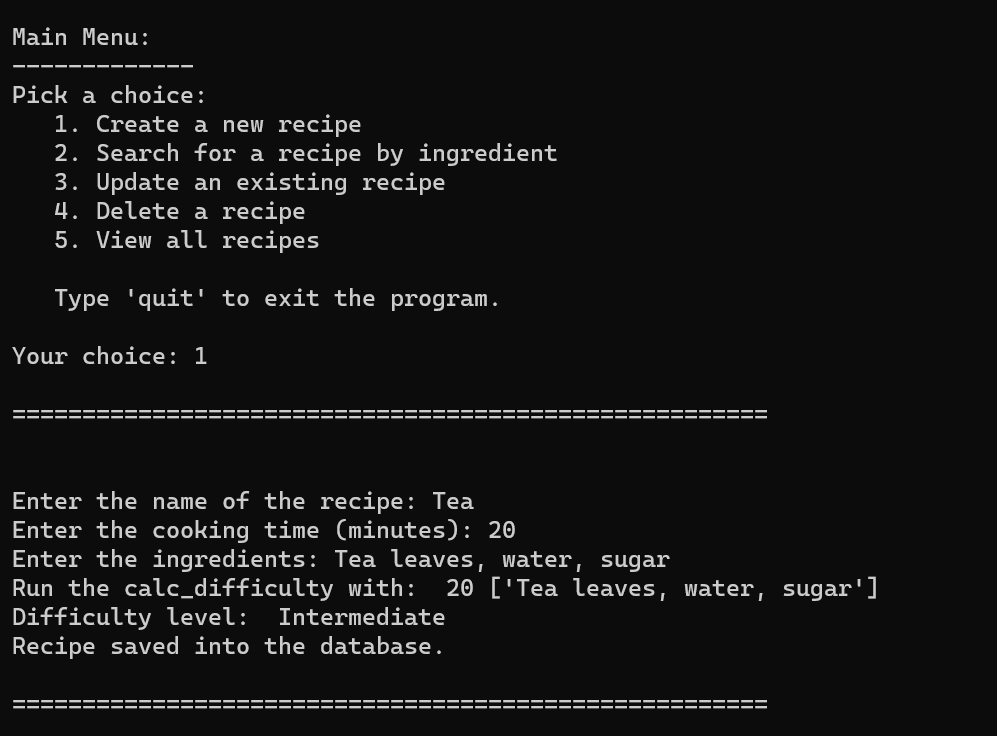 Main Menu:
-------------
Pick a choice:
   1. Create a new recipe
   2. Search for a recipe by ingredient
   3. Update an existing recipe
   4. Delete a recipe
   5. View all recipes
   Type 'quit' to exit the program.
Your choice: 1
======================================================
Enter the name of the recipe: Tea
Enter the cooking time (minutes): 20
Enter the ingredients: Tea leaves, water, sugar
Run the calc_difficulty with:  20 ['Tea leaves, water, sugar']
Difficulty level:  Intermediate
Recipe saved into the database.
======================================================